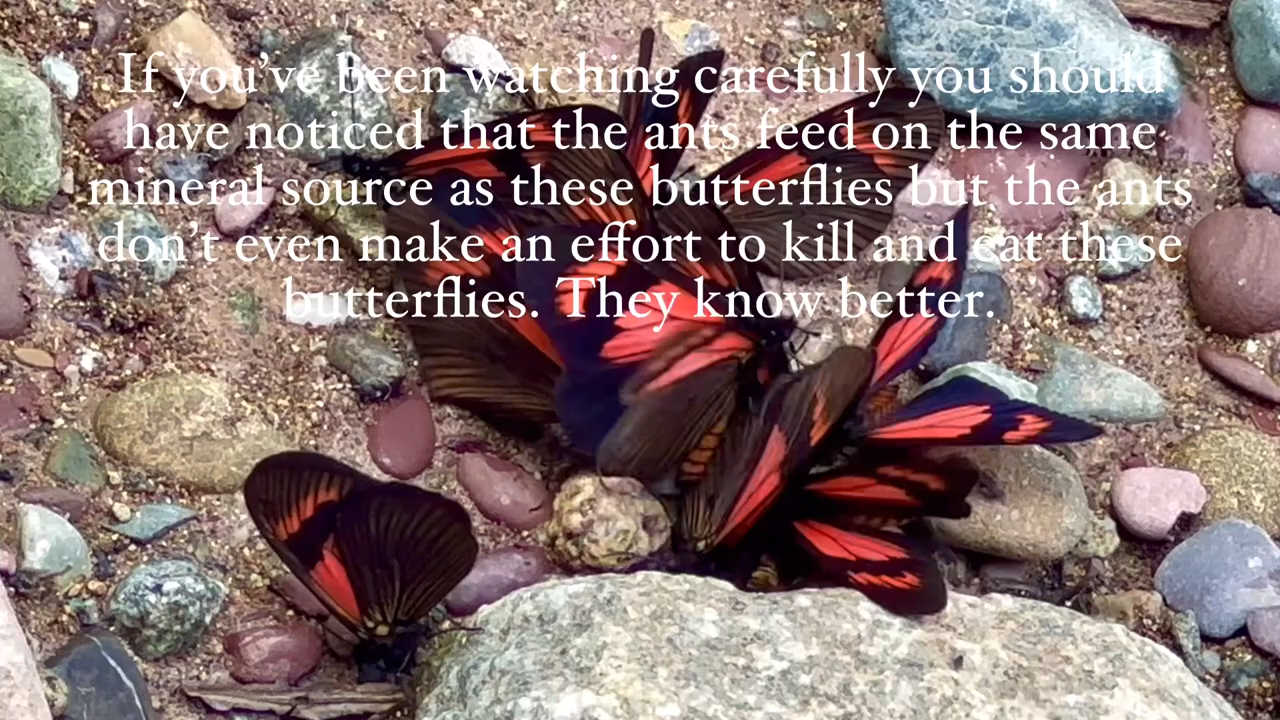 If you’ve been watching carefully you should
have noticed that the ants feed on the same
mineral source as these butterflies but the ants
don’t even make an effort to kill and eat these
butterflies. They know better.